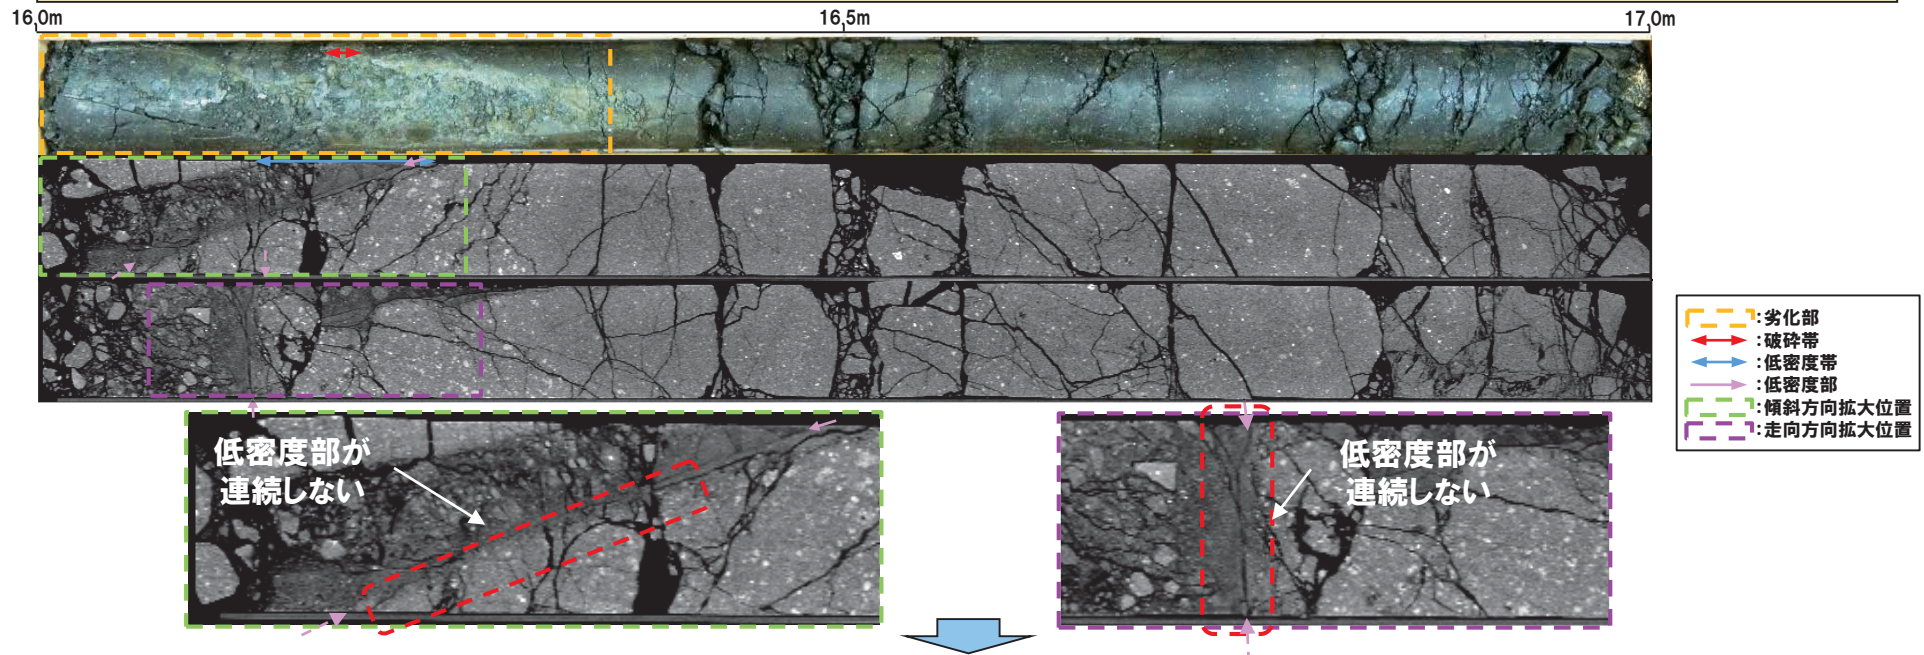 16.0m
16.5m
17.0m
:劣化部
:破砕帯
:低密度帯
:低密度部
:傾斜方向拡大位置
:走向方向拡大位置
低密度部が
連続しない
低密度部が
連続しない